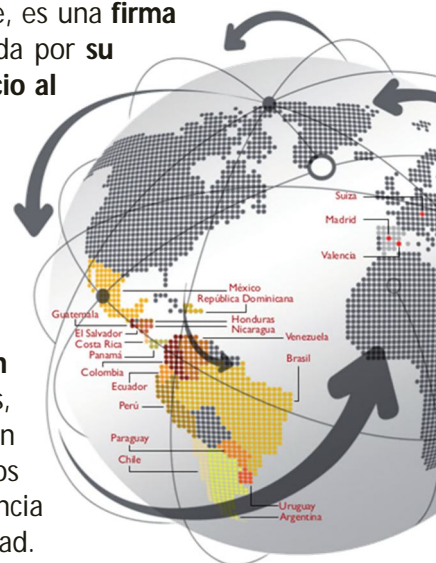 e, es una firma
da por su
cio al
n
s,
n
os
ncia
ad.
Suiza
Madrid
Valencia
México
República Dominicana
Guatemala
Honduras
El Salvador
Nicaragua
Costa Rica
Venezuela
Panamá
Brasil
Colombia
Ecuador
Perú
Paraguay
Chile
Uruguay
Argentina